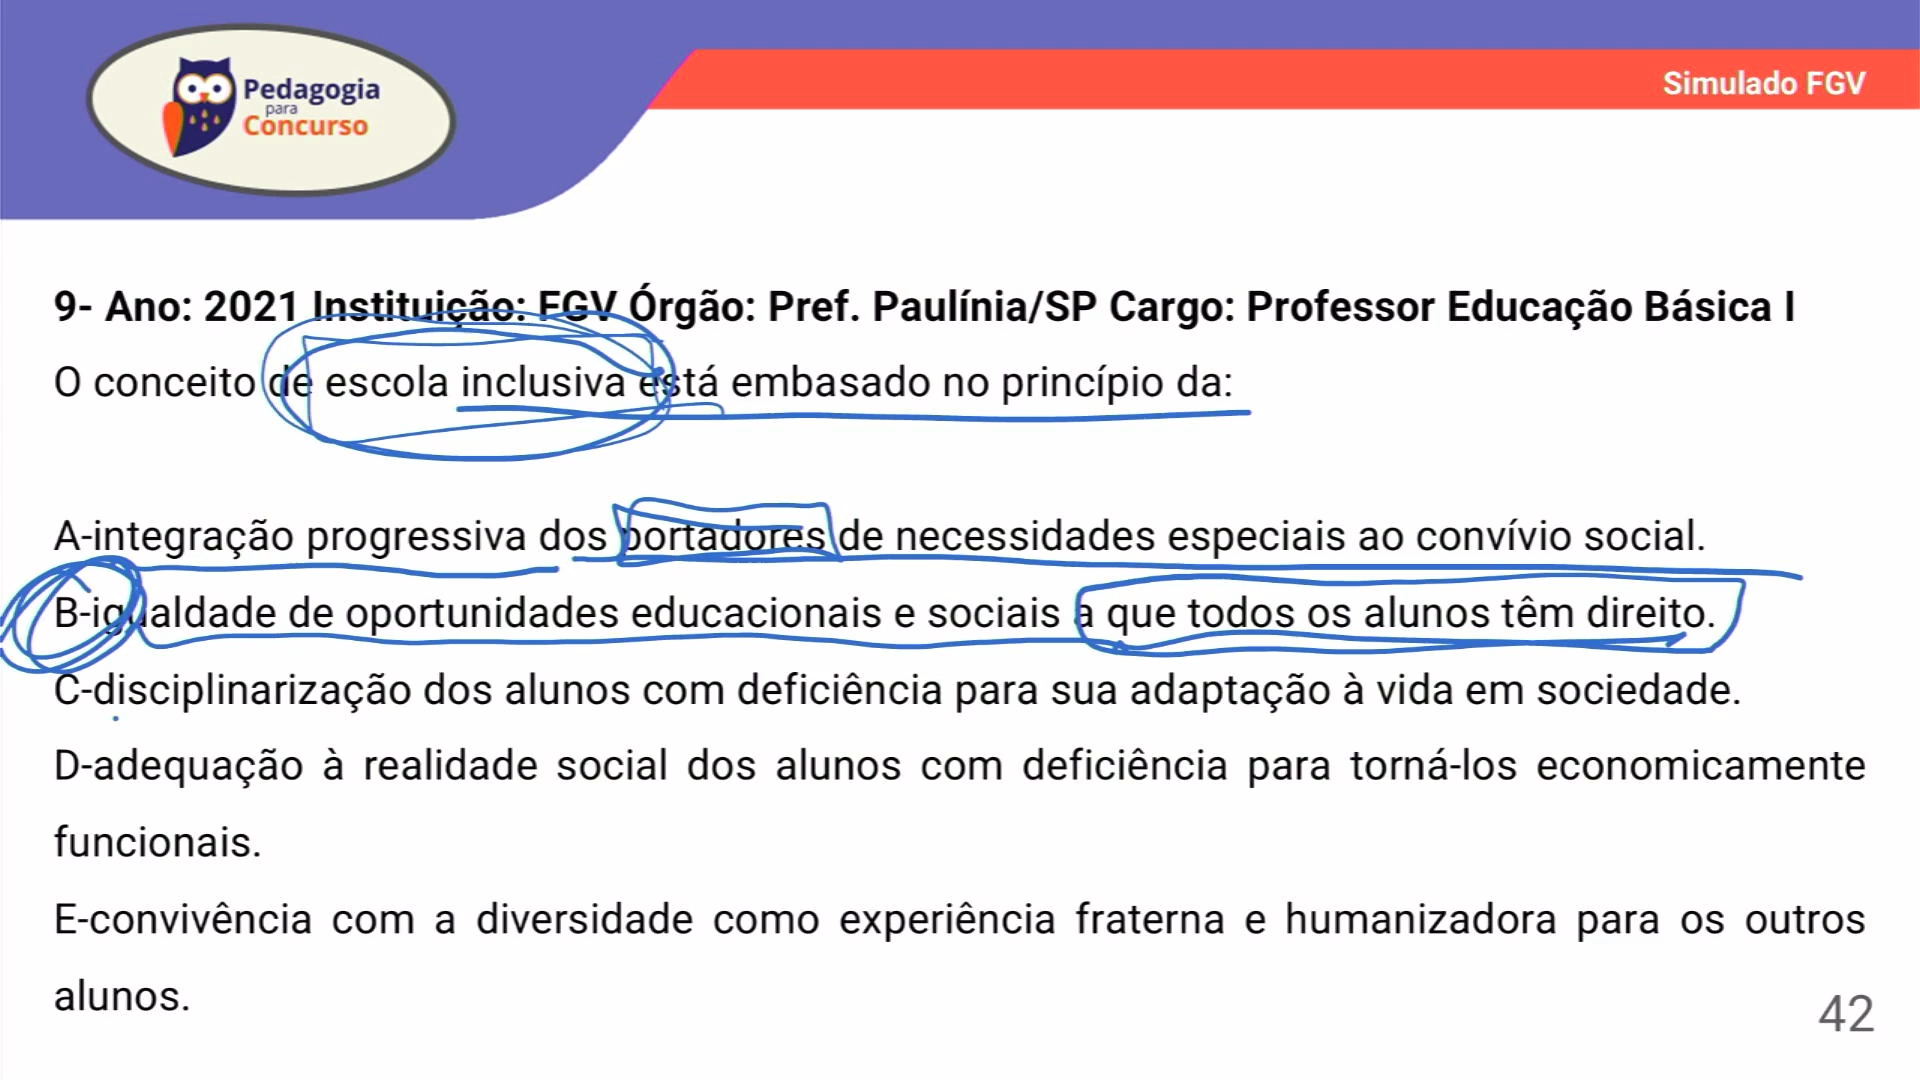 Pedagogia
para
Concurso
Simulado FGV
9- Ano: 2021 Instituição: FGV Órgão: Pref. Paulínia/SP Cargo: Professor Educação Básica I
O conceito de escola inclusiva está embasado no princípio da:
A-integração progressiva dos portadores de necessidades especiais ao convívio social.
B-igualdade de oportunidades educacionais e sociais a que todos os alunos têm direito.
C-disciplinarização dos alunos com deficiência para sua adaptação à vida em sociedade.
D-adequação à realidade social dos alunos com deficiência para torná-los economicamente
funcionais.
E-convivência com a diversidade como experiência fraterna e humanizadora para os outros
alunos.
42